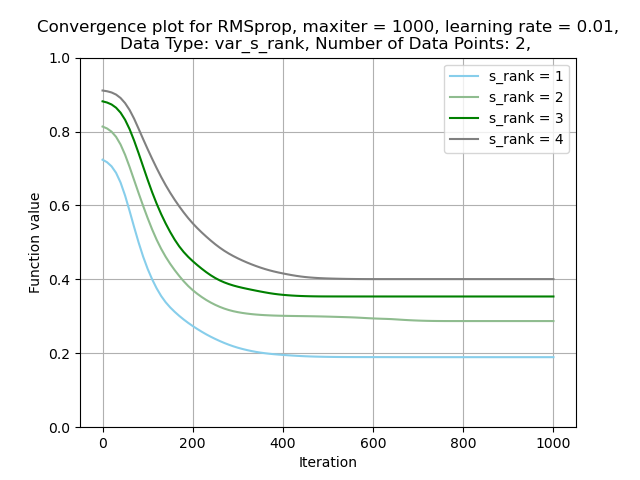 Convergence plot for RMSprop, maxiter = 1000, learning rate = 0.01,
Data Type: var_s_rank, Number of Data Points: 2,
1.0
0.8
0.6
0.4
0.2
0.0
Function value
s_rank = 1
s_rank = 2
s_rank = 3
s_rank = 4
0
200
400
600
800
1000
Iteration